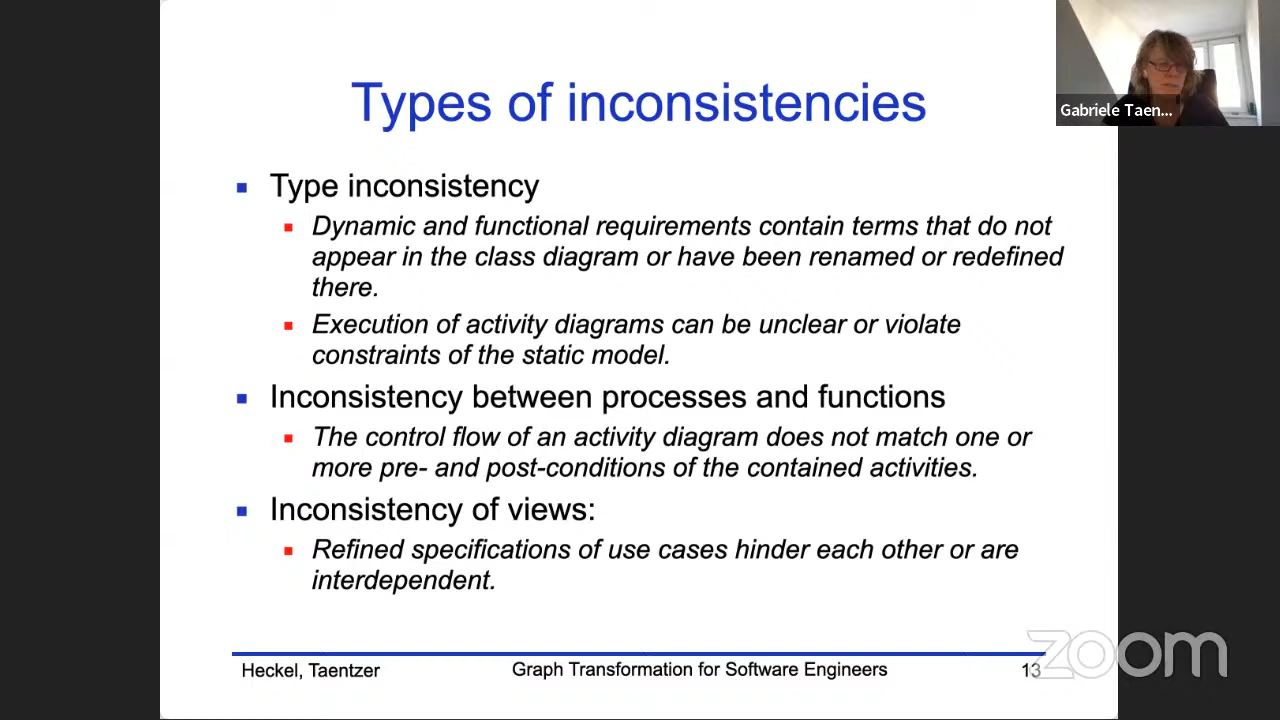 Types of inconsistencies
Gabriele Taen...
Type inconsistency
Dynamic and functional requirements contain terms that do not
appear in the class diagram or have been renamed or redefined
there.
Execution of activity diagrams can be unclear or violate
constraints of the static model.
Inconsistency between processes and functions
The control flow of an activity diagram does not match one or
more pre- and post-conditions of the contained activities.
Inconsistency of views:
Refined specifications of use cases hinder each other or are
interdependent.
Heckel, Taentzer
Graph Transformation for Software Engineers
13
zoom